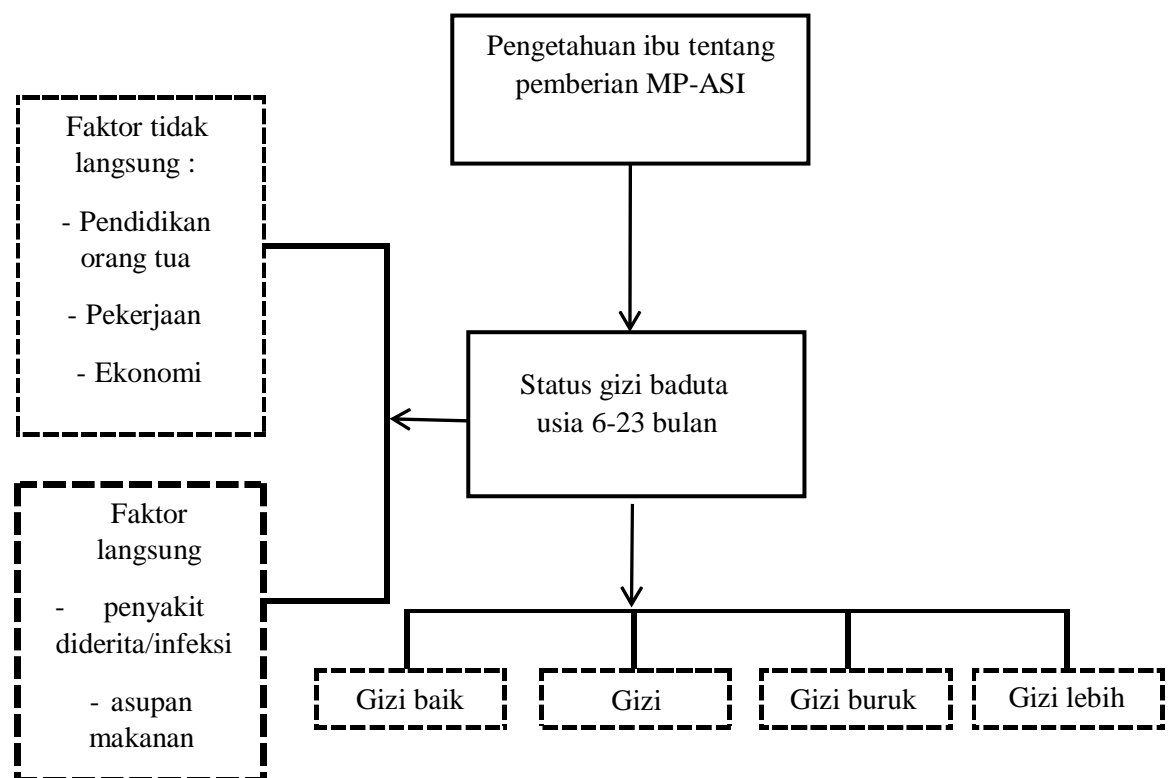 Pengetahuan ibu tentang
pemberian MP-ASI
Faktor tidak
langsung :
- Pendidikan
orang tua
- Pekerjaan
- Ekonomi
Status gizi baduta
usia 6-23 bulan
Faktor
langsung
- penyakit
diderita/infeksi
- asupan
makanan
Gizi baik
Gizi
Gizi buruk
Gizi lebih